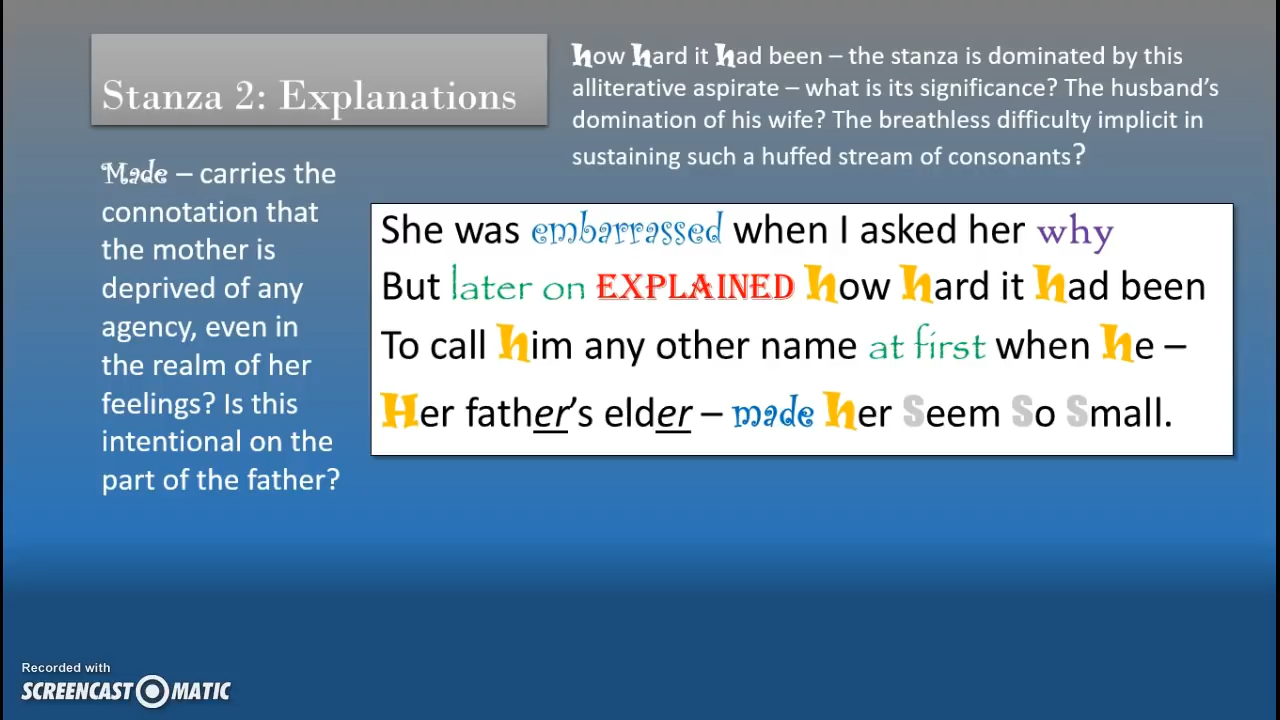 Stanza 2: Explanations
how hard it had been – the stanza is dominated by this
alliterative aspirate – what is its significance? The husband's
domination of his wife? The breathless difficulty implicit in
sustaining such a huffed stream of consonants?
Made – carries the
connotation that
the mother is
deprived of any
agency, even in
the realm of her
feelings? Is this
intentional on the
part of the father?
She was embarrassed when I asked her why
But later on EXPLAINED how hard it had been
To call him any other name at first when he –
Her father's elder – made her Seem So Small.
Recorded with
SCREENCAST O MATIC